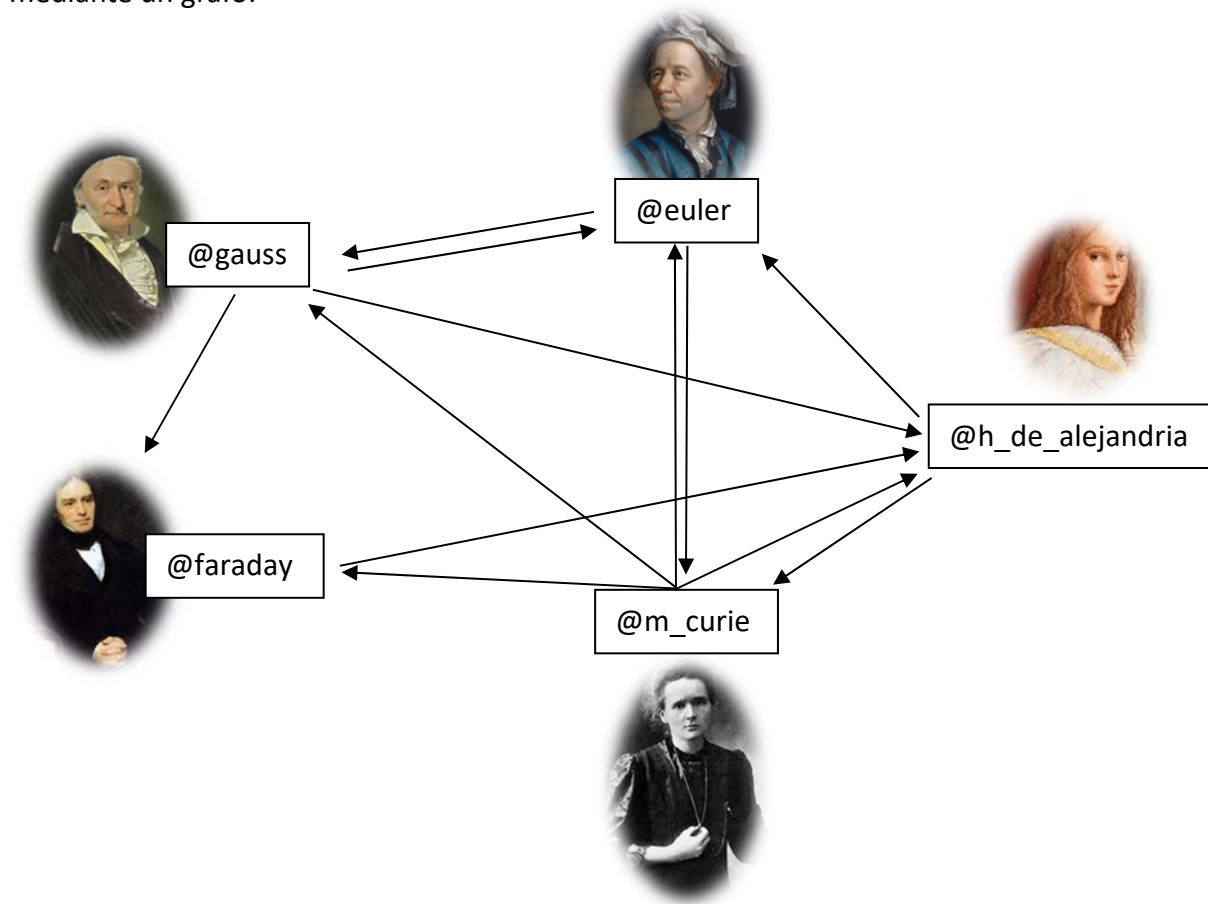 mediante un grafo:
@euler
@gauss
@h_de_alejandria
@faraday
@m_curie